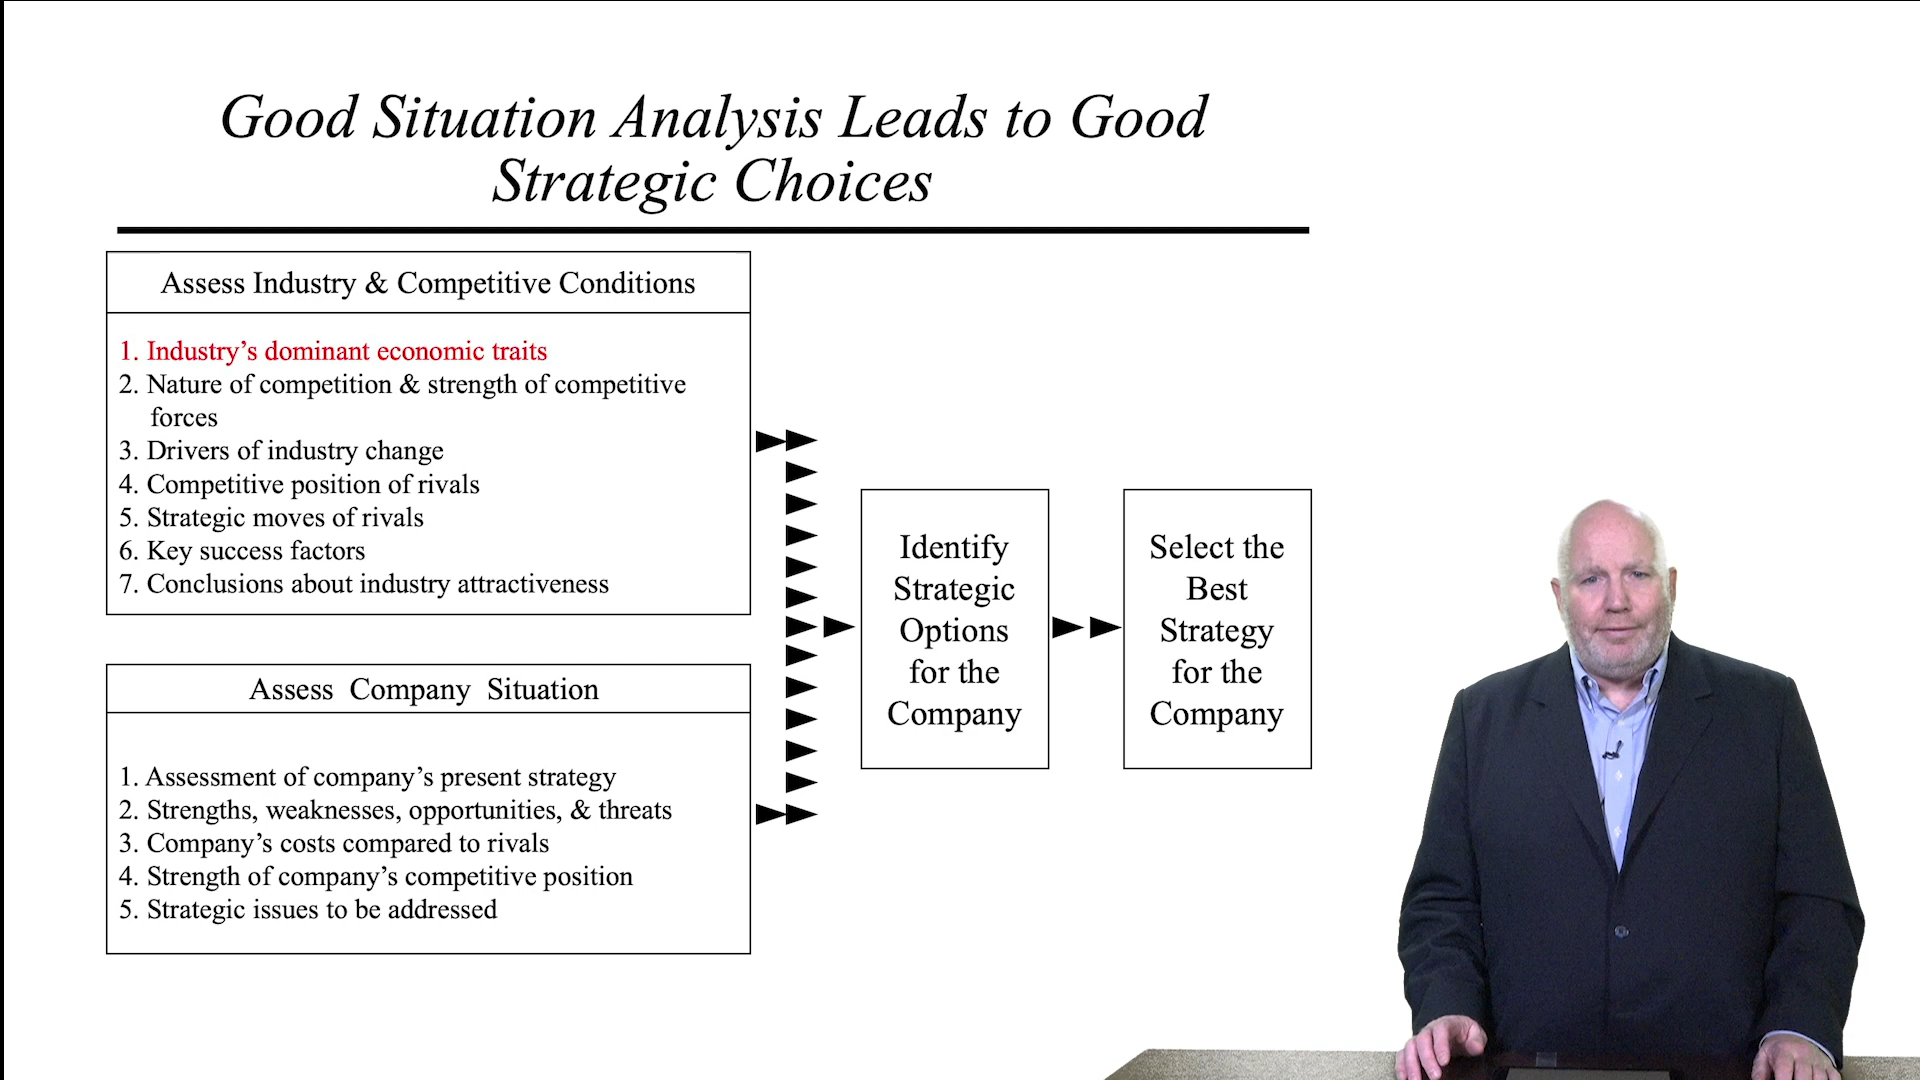 Good Situation Analysis Leads to Good
Strategic Choices
Assess Industry & Competitive Conditions
1. Industry’s dominant economic traits
2. Nature of competition & strength of competitive
forces
3. Drivers of industry change
4. Competitive position of rivals
5. Strategic moves of rivals
6. Key success factors
7. Conclusions about industry attractiveness
Assess Company Situation
1. Assessment of company’s present strategy
2. Strengths, weaknesses, opportunities, & threats
3. Company’s costs compared to rivals
4. Strength of company’s competitive position
5. Strategic issues to be addressed
Identify
Strategic
Options
for the
Company
Select the
Best
Strategy
for the
Company